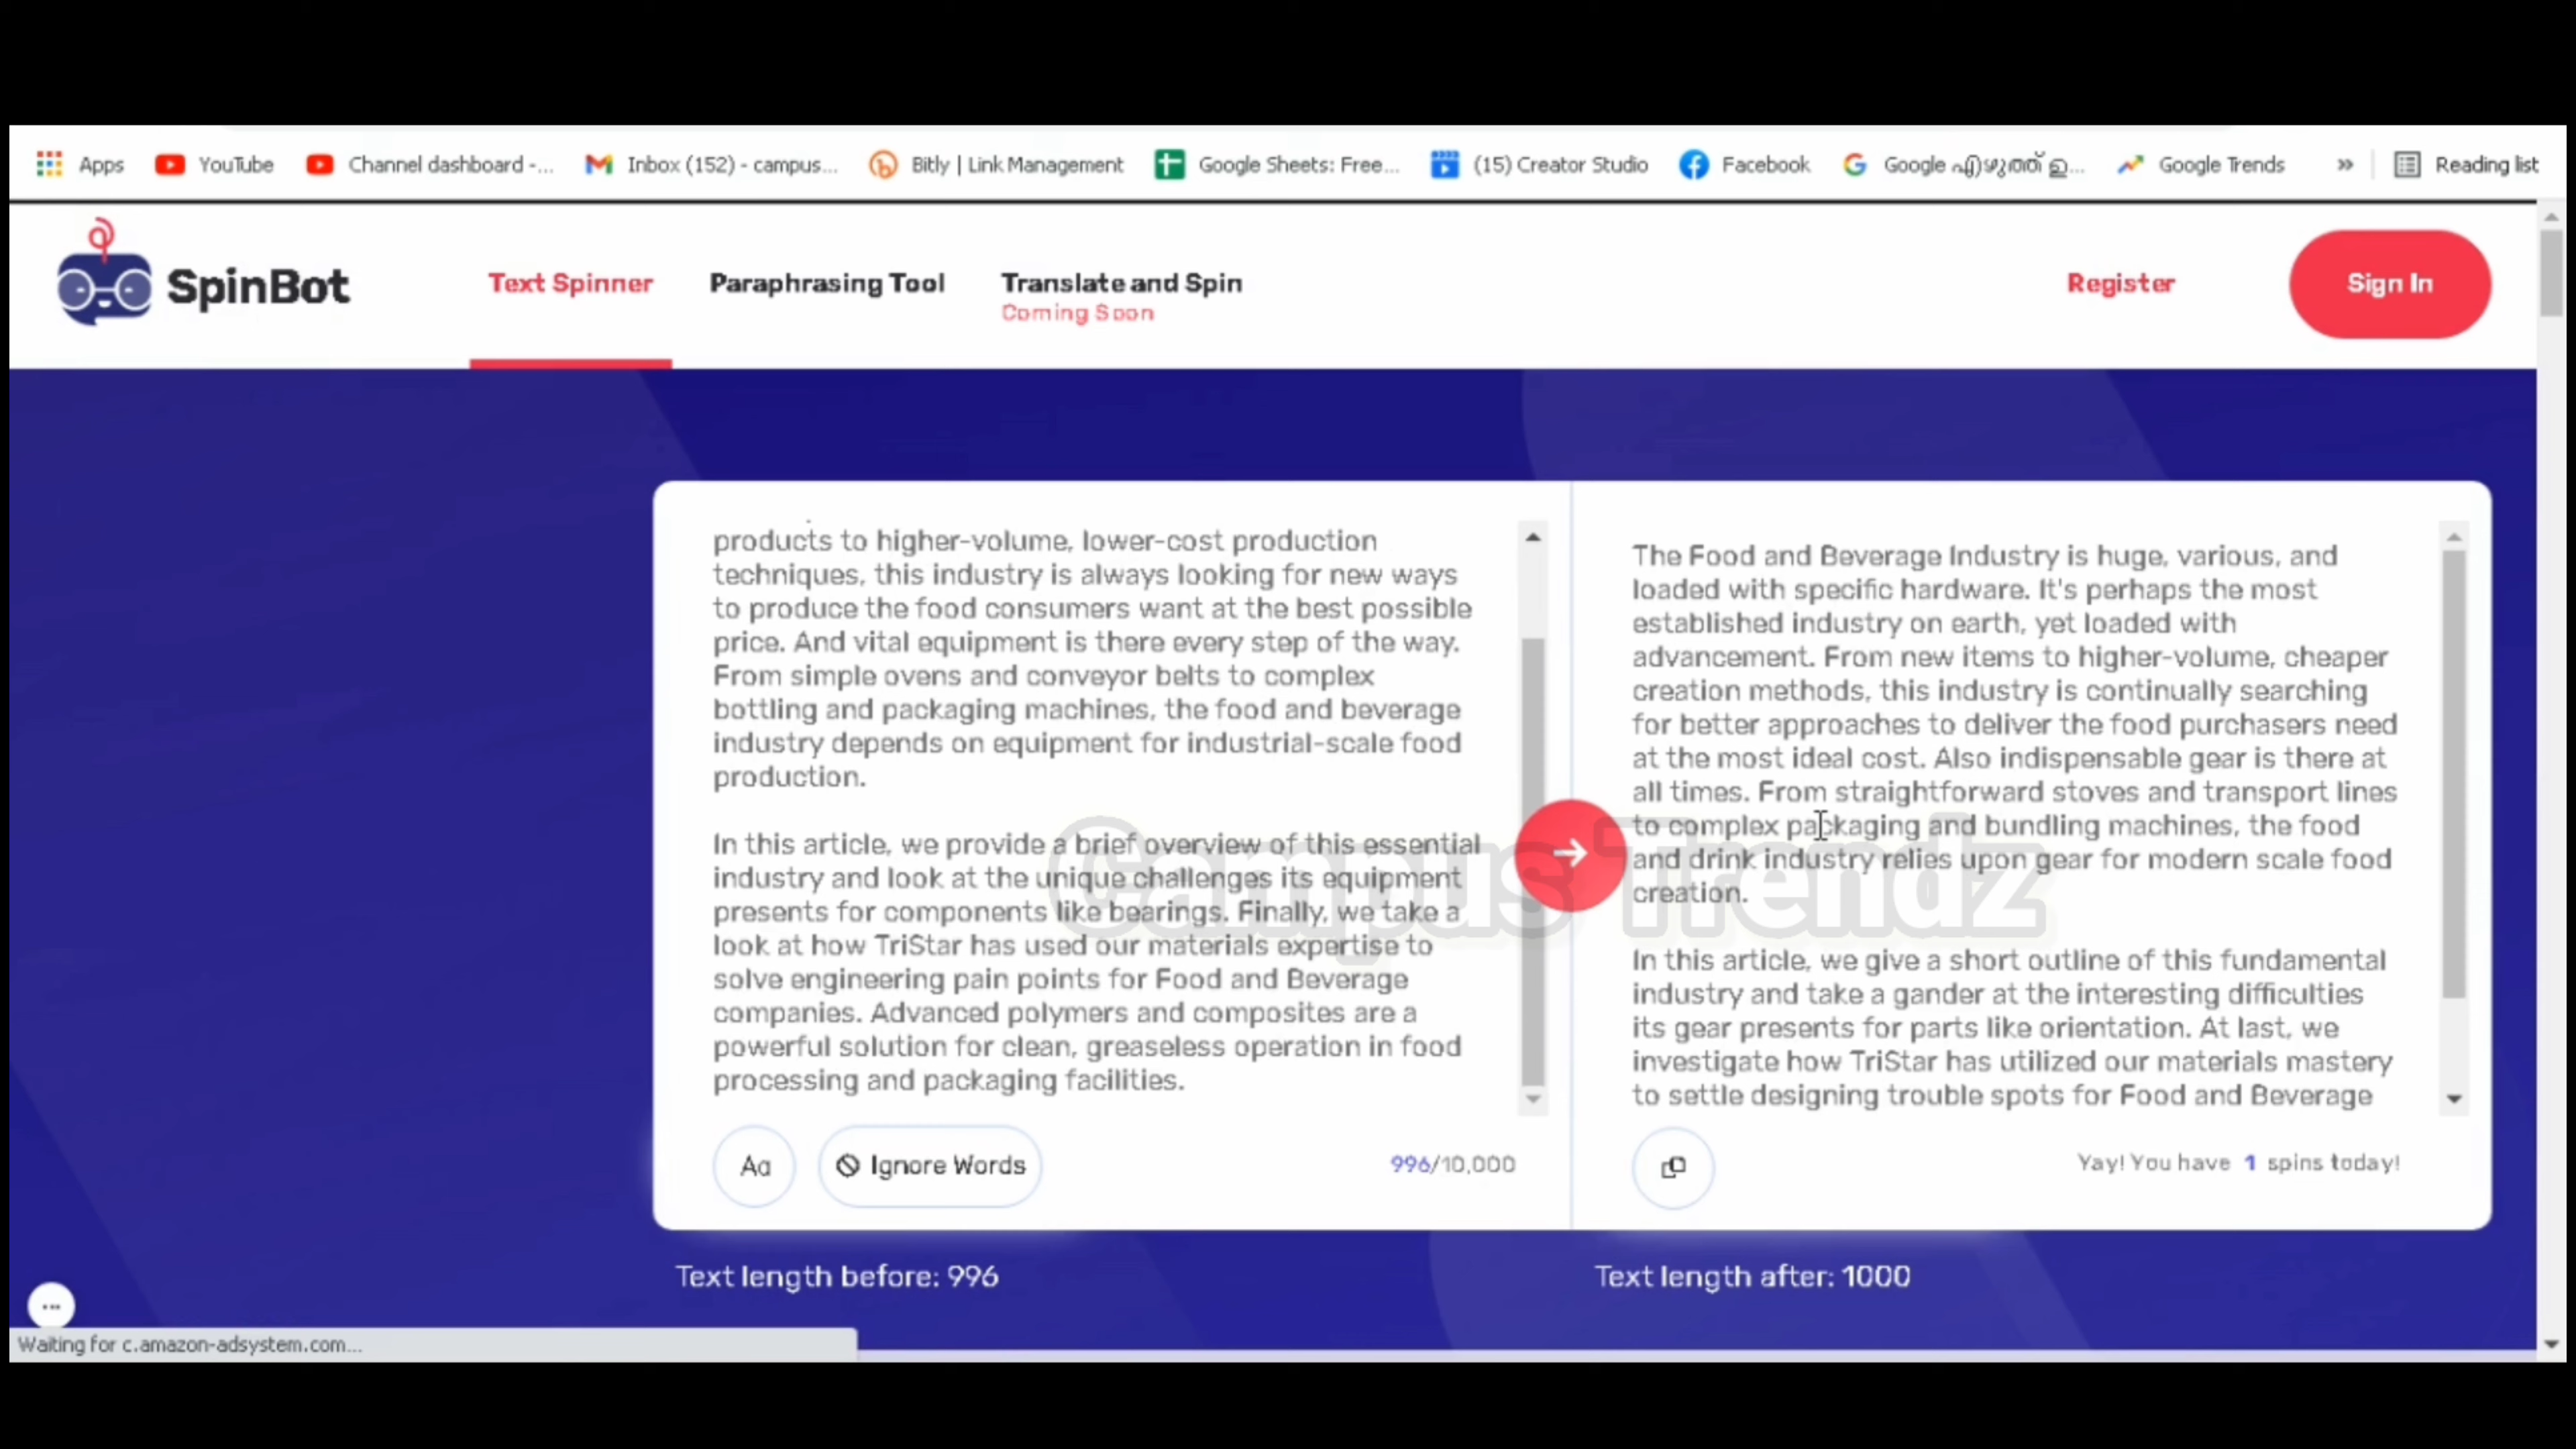 Apps YouTube Channel dashboard -... Inbox (152) - campus... Bitly | Link Management Google Sheets: Free... (15) Creator Studio Facebook Google എഴുത്ത് ഉ... Google Trends » Reading list
SpinBot Text Spinner Paraphrasing Tool Translate and Spin Register Sign In
Coming Soon
products to higher-volume, lower-cost production
techniques, this industry is always looking for new ways
to produce the food consumers want at the best possible
price. And vital equipment is there every step of the way.
From simple ovens and conveyor belts to complex
bottling and packaging machines, the food and beverage
industry depends on equipment for industrial-scale food
production.
In this article, we provide a brief overview of this essential
industry and look at the unique challenges its equipment
presents for components like bearings. Finally, we take a
look at how TriStar has used our materials expertise to
solve engineering pain points for Food and Beverage
companies. Advanced polymers and composites are a
powerful solution for clean, greaseless operation in food
processing and packaging facilities.
Aa Ignore Words 996/10,000
The Food and Beverage Industry is huge, various, and
loaded with specific hardware. It's perhaps the most
established industry on earth, yet loaded with
advancement. From new items to higher-volume, cheaper
creation methods, this industry is continually searching
for better approaches to deliver the food purchasers need
at the most ideal cost. Also indispensable gear is there at
all times. From straightforward stoves and transport lines
to complex packaging and bundling machines, the food
and drink industry relies upon gear for modern scale food
creation.
In this article, we give a short outline of this fundamental
industry and take a gander at the interesting difficulties
its gear presents for parts like orientation. At last, we
investigate how TriStar has utilized our materials mastery
to settle designing trouble spots for Food and Beverage
Yay! You have 1 spins today!
©ampus Trendz
Text length before: 996 Text length after: 1000
Waiting for c.amazon-adsystem.com...